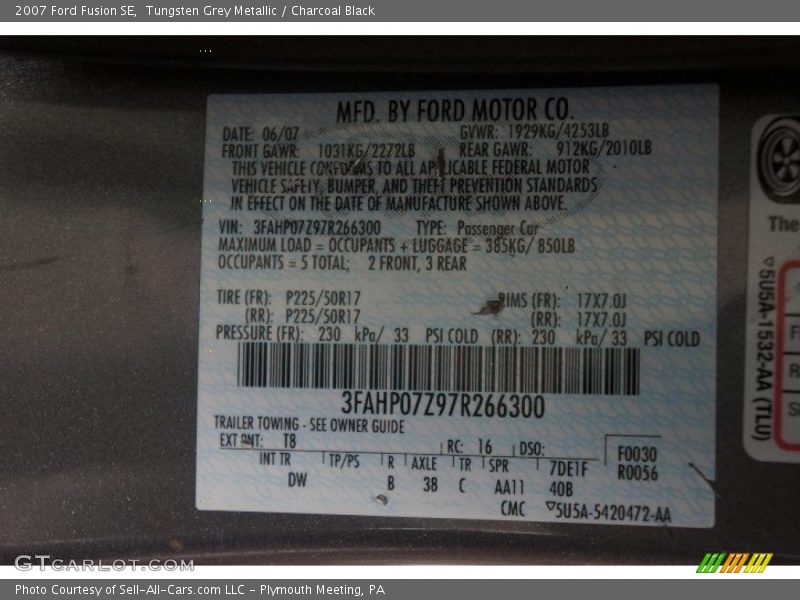 2007 Ford Fusion SE,  Tungsten Grey Metallic / Charcoal Black
MFD. BY FORD MOTOR CO.
DATE: 06/07 GVWR: 1929KG/4253LB
FRONT GAWR: 1031KG/2272LB REAR GAWR: 912KG/2010LB
THIS VEHICLE CONFORMS TO ALL APPLICABLE FEDERAL MOTOR
VEHICLE SAFETY, BUMPER, AND THEFT PREVENTION STANDARDS
IN EFFECT ON THE DATE OF MANUFACTURE SHOWN ABOVE.
VIN: 3FAHP07Z97R266300 TYPE: Passenger Car
MAXIMUM LOAD = OCCUPANTS + LUGGAGE = 385KG/ 850LB
OCCUPANTS = 5 TOTAL; 2 FRONT, 3 REAR
TIRE (FR): P225/50R17 RIMS (FR): 17X7.0J
(RR): P225/50R17 (RR): 17X7.0J
PRESSURE (FR): 230 kPa/ 33 PSI COLD (RR): 230 kPa/ 33 PSI COLD
3FAHP07Z97R266300
TRAILER TOWING - SEE OWNER GUIDE
EXT PNT: T8 RC: 16 DSO: F0030
INT TR TP/PS R AXLE TR SPR 7DE1F R0056
DW B 38 C AA11 40B
CMC ▽5U5A-5420472-AA
The
▽5U5A-1532-AA (TLU)
GTCARLOT.COM
Photo Courtesy of Sell-All-Cars.com LLC - Plymouth Meeting, PA